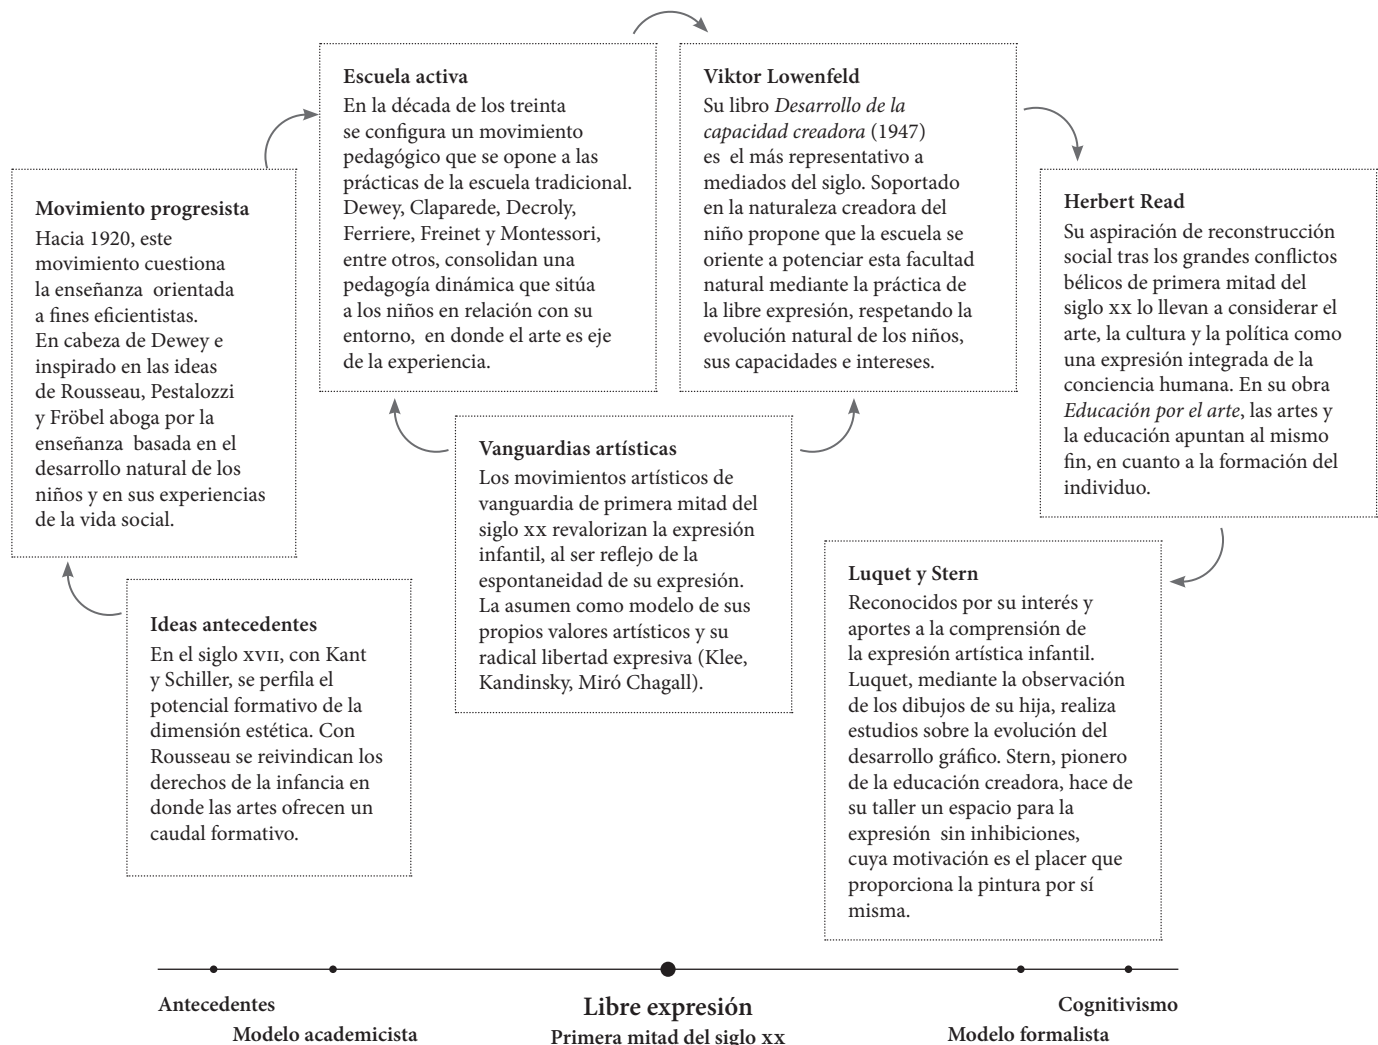 Escuela activa
En la década de los treinta
se configura un movimiento
pedagógico que se opone a las
prácticas de la escuela tradicional.
Dewey, Claparede, Decroly,
Ferriere, Freinet y Montessori,
entre otros, consolidan una
pedagogía dinámica que sitúa
a los niños en relación con su
entorno, en donde el arte es eje
de la experiencia.
Viktor Lowenfeld
Su libro Desarrollo de la
capacidad creadora (1947)
es el más representativo a
mediados del siglo. Soportado
en la naturaleza creadora del
niño propone que la escuela se
oriente a potenciar esta facultad
natural mediante la práctica de
la libre expresión, respetando la
evolución natural de los niños,
sus capacidades e intereses.
Movimiento progresista
Hacia 1920, este
movimiento cuestiona
la enseñanza orientada
a fines eficientistas.
En cabeza de Dewey e
inspirado en las ideas
de Rousseau, Pestalozzi
y Fröbel aboga por la
enseñanza basada en el
desarrollo natural de los
niños y en sus experiencias
de la vida social.
Herbert Read
Su aspiración de reconstrucción
social tras los grandes conflictos
bélicos de primera mitad del
siglo XX lo llevan a considerar el
arte, la cultura y la política como
una expresión integrada de la
conciencia humana. En su obra
Educación por el arte, las artes y
la educación apuntan al mismo
fin, en cuanto a la formación del
individuo.
Vanguardias artísticas
Los movimientos artísticos de
vanguardia de primera mitad del
siglo XX revalorizan la expresión
infantil, al ser reflejo de la
espontaneidad de su expresión.
La asumen como modelo de sus
propios valores artísticos y su
radical libertad expresiva (Klee,
Kandinsky, Miró Chagall).
Ideas antecedentes
En el siglo XVII, con Kant
y Schiller, se perfila el
potencial formativo de la
dimensión estética. Con
Rousseau se reivindican los
derechos de la infancia en
donde las artes ofrecen un
caudal formativo.
Luquet y Stern
Reconocidos por su interés y
aportes a la comprensión de
la expresión artística infantil.
Luquet, mediante la observación
de los dibujos de su hija, realiza
estudios sobre la evolución del
desarrollo gráfico. Stern, pionero
de la educación creadora, hace de
su taller un espacio para la
expresión sin inhibiciones,
cuya motivación es el placer que
proporciona la pintura por sí
misma.
Antecedentes
Modelo academicista
Libre expresión
Primera mitad del siglo XX
Modelo formalista
Cognitivismo